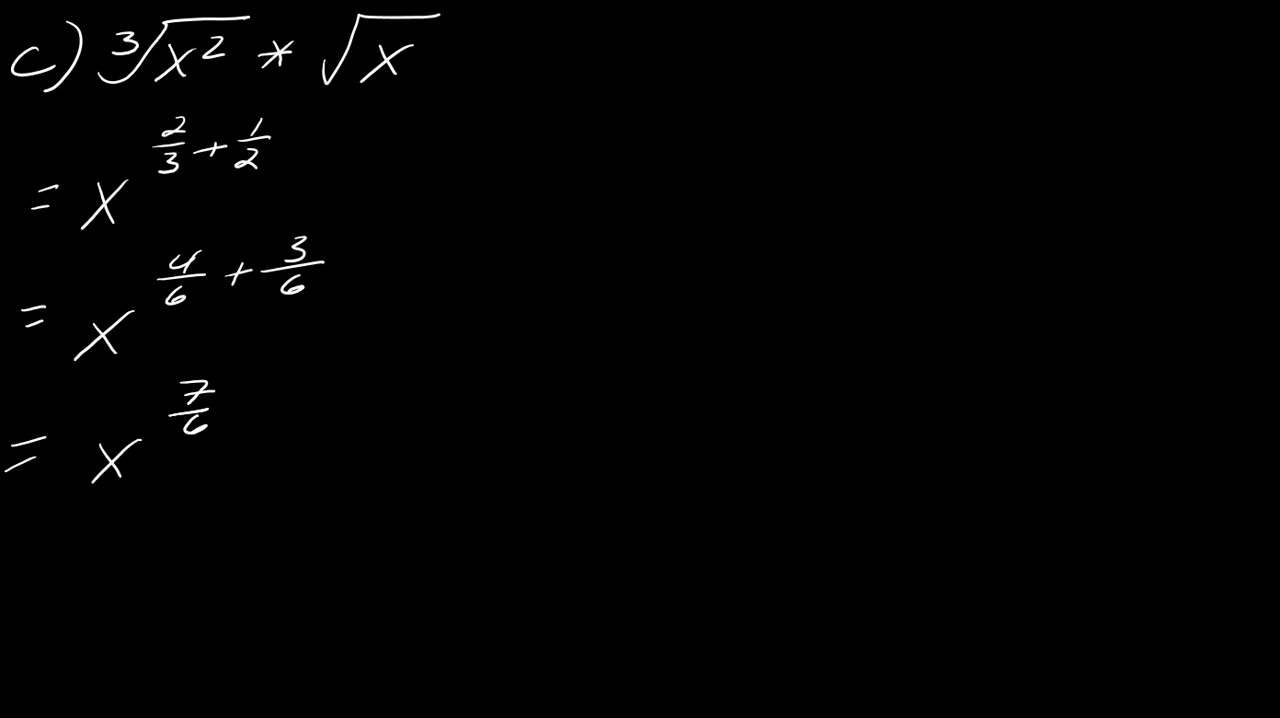 c) ∛x² * √x
= x^(2/3 + 1/2)
= x^(4/6 + 3/6)
= x^(7/6)